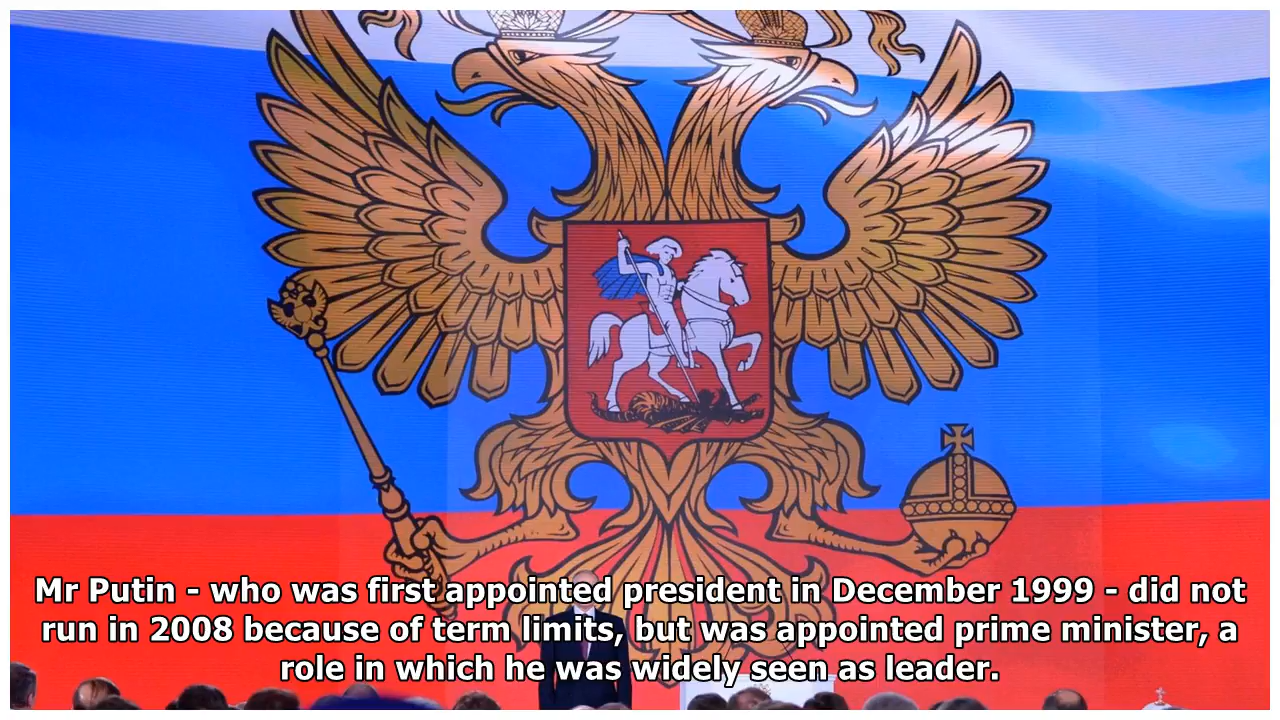 Mr Putin - who was first appointed president in December 1999 - did not
run in 2008 because of term limits, but was appointed prime minister, a
role in which he was widely seen as leader.